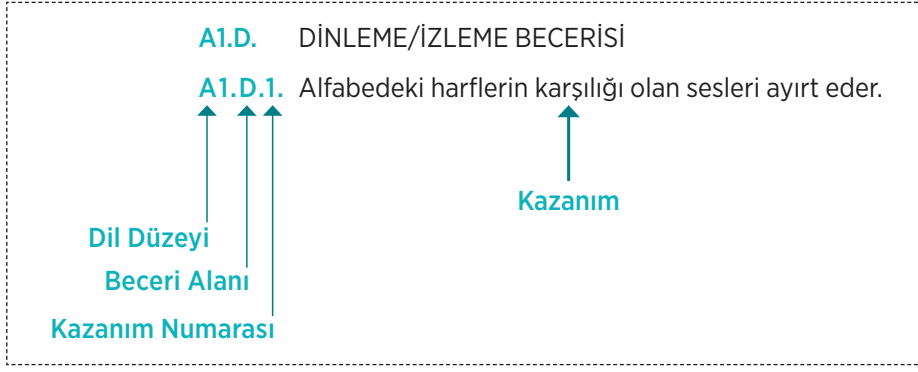 A1.D. DİNLEME/İZLEME BECERİSİ
A1.D.1. Alfabedeki harflerin karşılığı olan sesleri ayırt eder.
Kazanım
Dil Düzeyi
Beceri Alanı
Kazanım Numarası